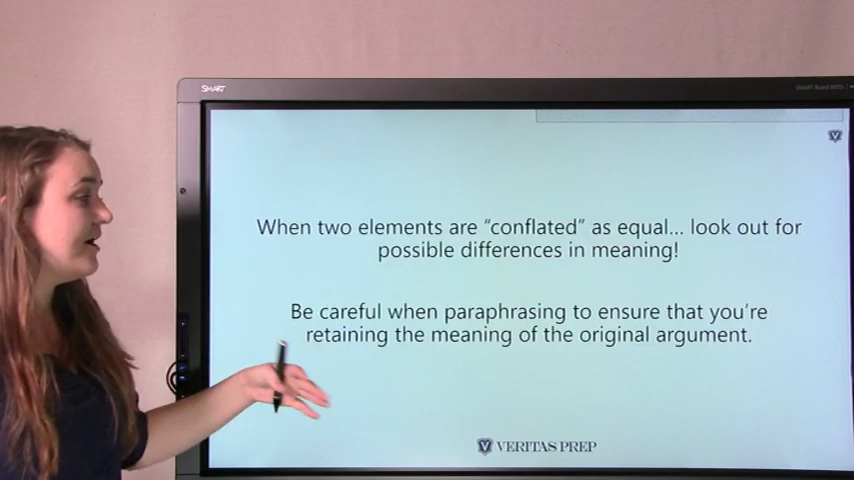 SMART
When two elements are “conflated” as equal... look out for
possible differences in meaning!
Be careful when paraphrasing to ensure that you're
retaining the meaning of the original argument.
V VERITAS PREP